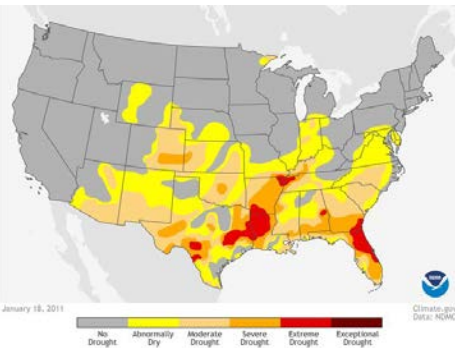 NOAA
January 18, 2011
Climate.gov
Data: NDMC
No Drought
Abnormally Dry
Moderate Drought
Severe Drought
Extreme Drought
Exceptional Drought